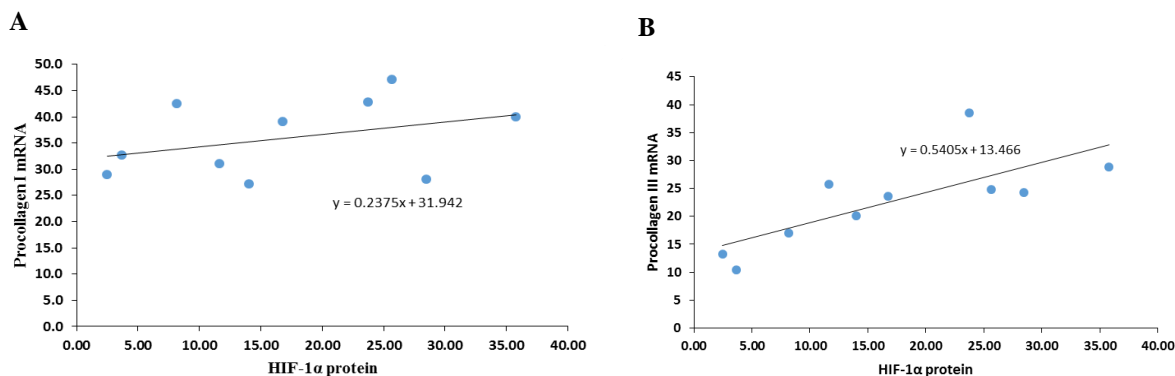 A
Procollagen I mRNA
50.0
45.0
40.0
35.0
30.0
25.0
20.0
15.0
10.0
5.0
0.0
y = 0.2375x + 31.942
0.00 5.00 10.00 15.00 20.00 25.00 30.00 35.00 40.00
HIF-1α protein
B
Procollagen III mRNA
45
40
35
30
25
20
15
10
5
0
y = 0.5405x + 13.466
0.00 5.00 10.00 15.00 20.00 25.00 30.00 35.00 40.00
HIF-1α protein